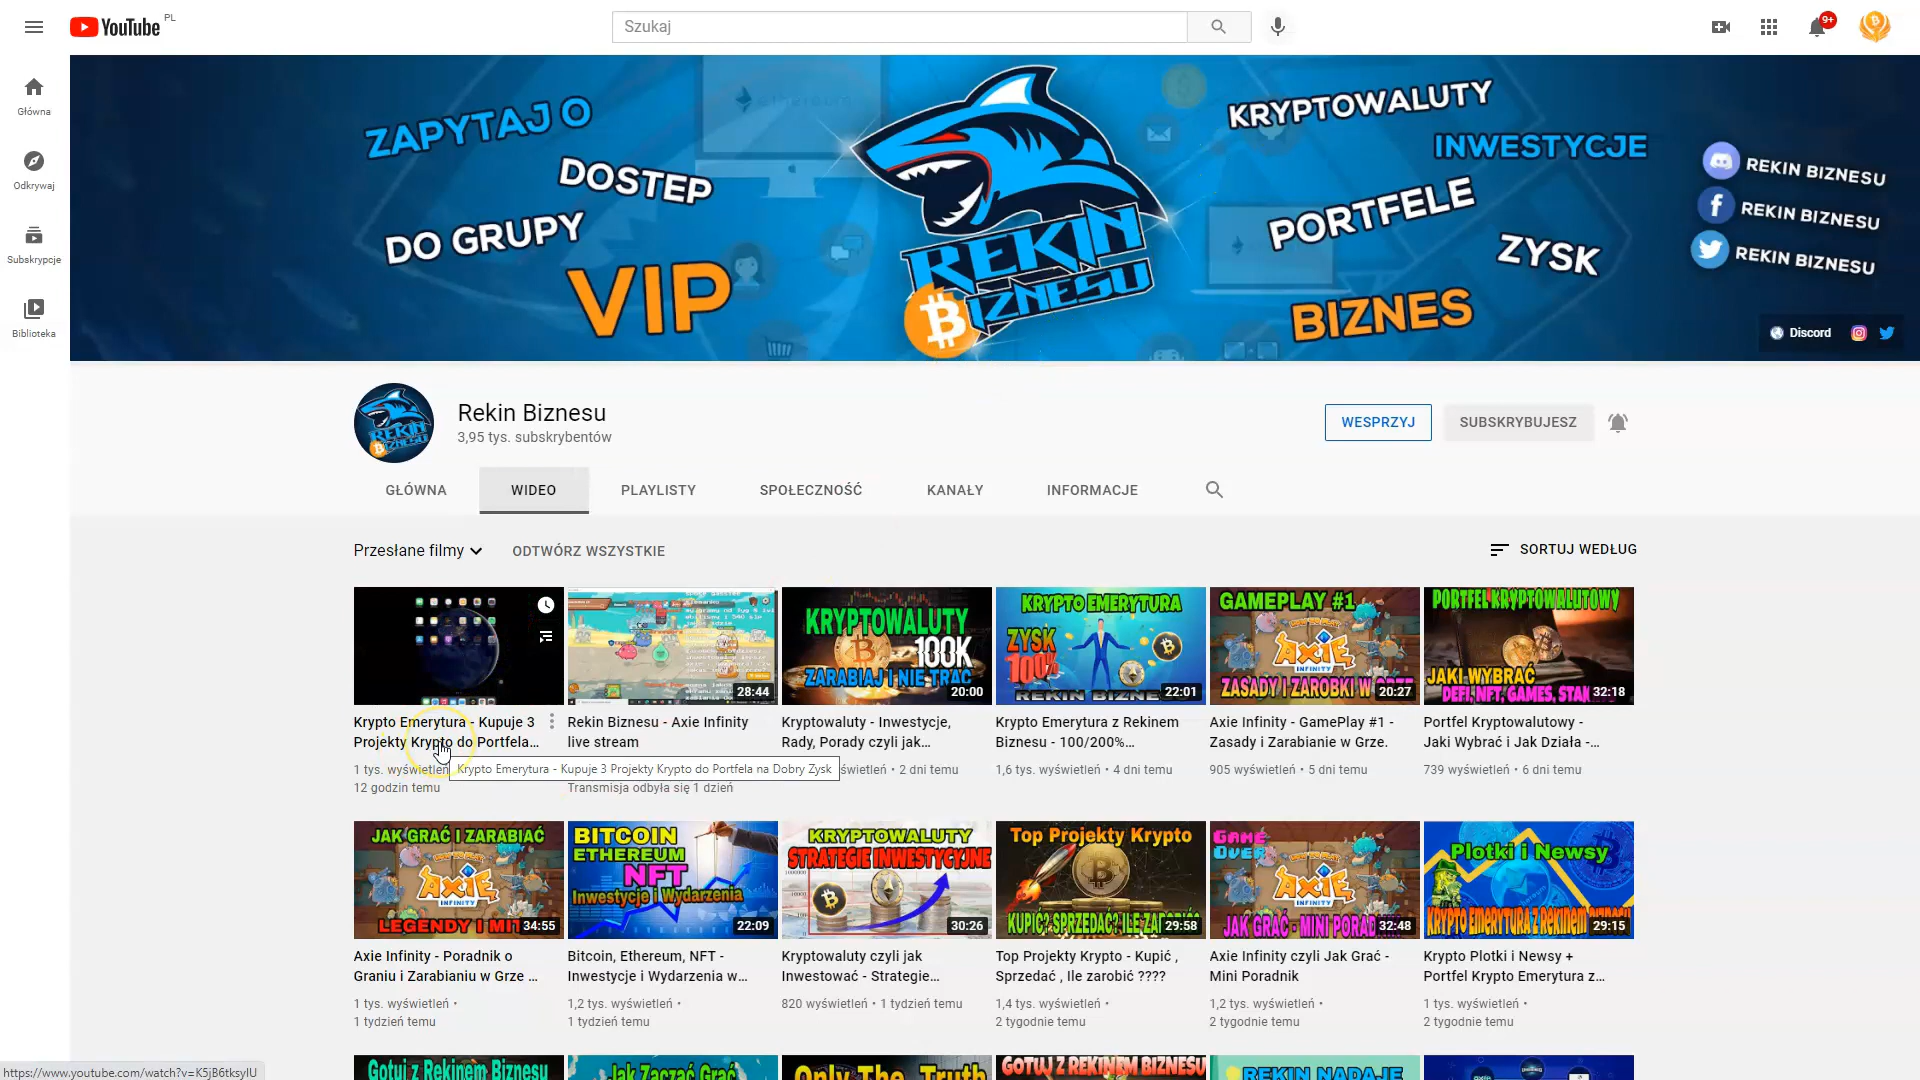 YouTube PL
Szukaj
9+
Główna
Odkrywaj
Subskrypcje
Biblioteka
ZAPYTAJ O
DOSTEP
DO GRUPY
VIP
ethereum
REKIN
BIZNESU
KRYPTOWALUTY
INWESTYCJE
PORTFELE
ZYSK
BIZNES
REKIN BIZNESU
REKIN BIZNESU
REKIN BIZNESU
Discord
REKIN
BIZNESU
Rekin Biznesu
3,95 tys. subskrybentów
WESPRZYJ
SUBSKRYBUJESZ
GŁÓWNA
WIDEO
PLAYLISTY
SPOŁECZNOŚĆ
KANAŁY
INFORMACJE
Przesłane filmy
ODTWÓRZ WSZYSTKIE
SORTUJ WEDŁUG
28:44
KRYPTOWALUTY
100K
ZARABIAJ I NIE TRAĆ
20:00
KRYPTO EMERYTURA
ZYSK
100%
REKIN BIZNE
22:01
GAMEPLAY #1
AXIE
INFINITY
ZASADY I ZAROBKI W
20:27
PORTFEL KRYPTOWALUTOWY
JAKI WYBRAĆ
DEFI, NFT, GAMES, STAK
32:18
Krypto Emerytura - Kupuje 3
Projekty Krypto do Portfela...
1 tys. wyświetleń
12 godzin temu
Rekin Biznesu - Axie Infinity
live stream
Transmisja odbyła się 1 dzień
Kryptowaluty - Inwestycje,
Rady, Porady czyli jak...
świetleń • 2 dni temu
Krypto Emerytura z Rekinem
Biznesu - 100/200%...
1,6 tys. wyświetleń • 4 dni temu
Axie Infinity - GamePlay #1 -
Zasady i Zarabianie w Grze.
905 wyświetleń • 5 dni temu
Portfel Kryptowalutowy -
Jaki Wybrać i Jak Działa -...
739 wyświetleń • 6 dni temu
Krypto Emerytura - Kupuje 3 Projekty Krypto do Portfela na Dobry Zysk
JAK GRAĆ I ZARABIAĆ
AXIE
INFINITY
LEGENDY I MIT
34:55
BITCOIN
ETHEREUM
NFT
Inwestycje i Wydarzenia
22:09
KRYPTOWALUTY
STRATEGIE INWESTYCYJNE
30:26
Top Projekty Krypto
KUPIĆ? SPRZEDAĆ? ILE ZAROBIĆ
29:58
GAME
OVER
AXIE
INFINITY
JAK GRAĆ - MINI PORAD
32:48
Plotki i Newsy
KRYPTO EMERYTURA Z REKINEM BIZNESU
29:15
Axie Infinity - Poradnik o
Graniu i Zarabianiu w Grze ...
1 tys. wyświetleń •
1 tydzień temu
Bitcoin, Ethereum, NFT -
Inwestycje i Wydarzenia w...
1,2 tys. wyświetleń •
1 tydzień temu
Kryptowaluty czyli jak
Inwestować - Strategie...
820 wyświetleń • 1 tydzień temu
Top Projekty Krypto - Kupić ,
Sprzedać , Ile zarobić ????
1,4 tys. wyświetleń •
2 tygodnie temu
Axie Infinity czyli Jak Grać -
Mini Poradnik
1,2 tys. wyświetleń •
2 tygodnie temu
Krypto Plotki i Newsy +
Portfel Krypto Emerytura z...
1 tys. wyświetleń •
2 tygodnie temu
Gotuj z Rekinem Biznesu
Jak Zacząć Grać
Only The Truth
GOTUJ Z REKINEM BIZNESU
REKIN NADAJE
https://www.youtube.com/watch?v=K5jB6tksyIU